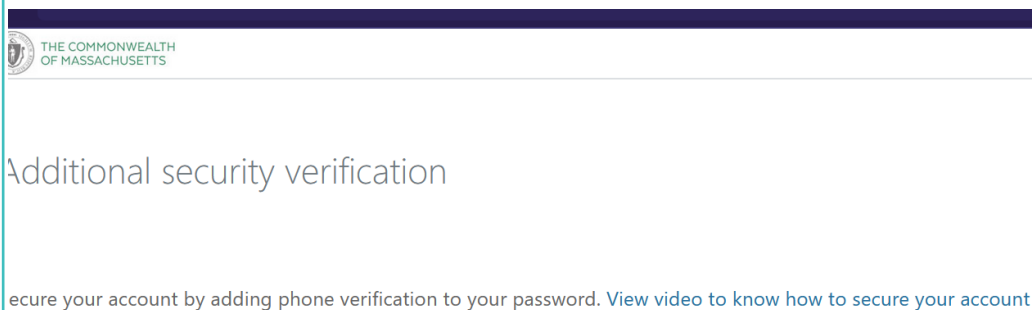 THE COMMONWEALTH
OF MASSACHUSETTS
Additional security verification
ecure your account by adding phone verification to your password. View video to know how to secure your account